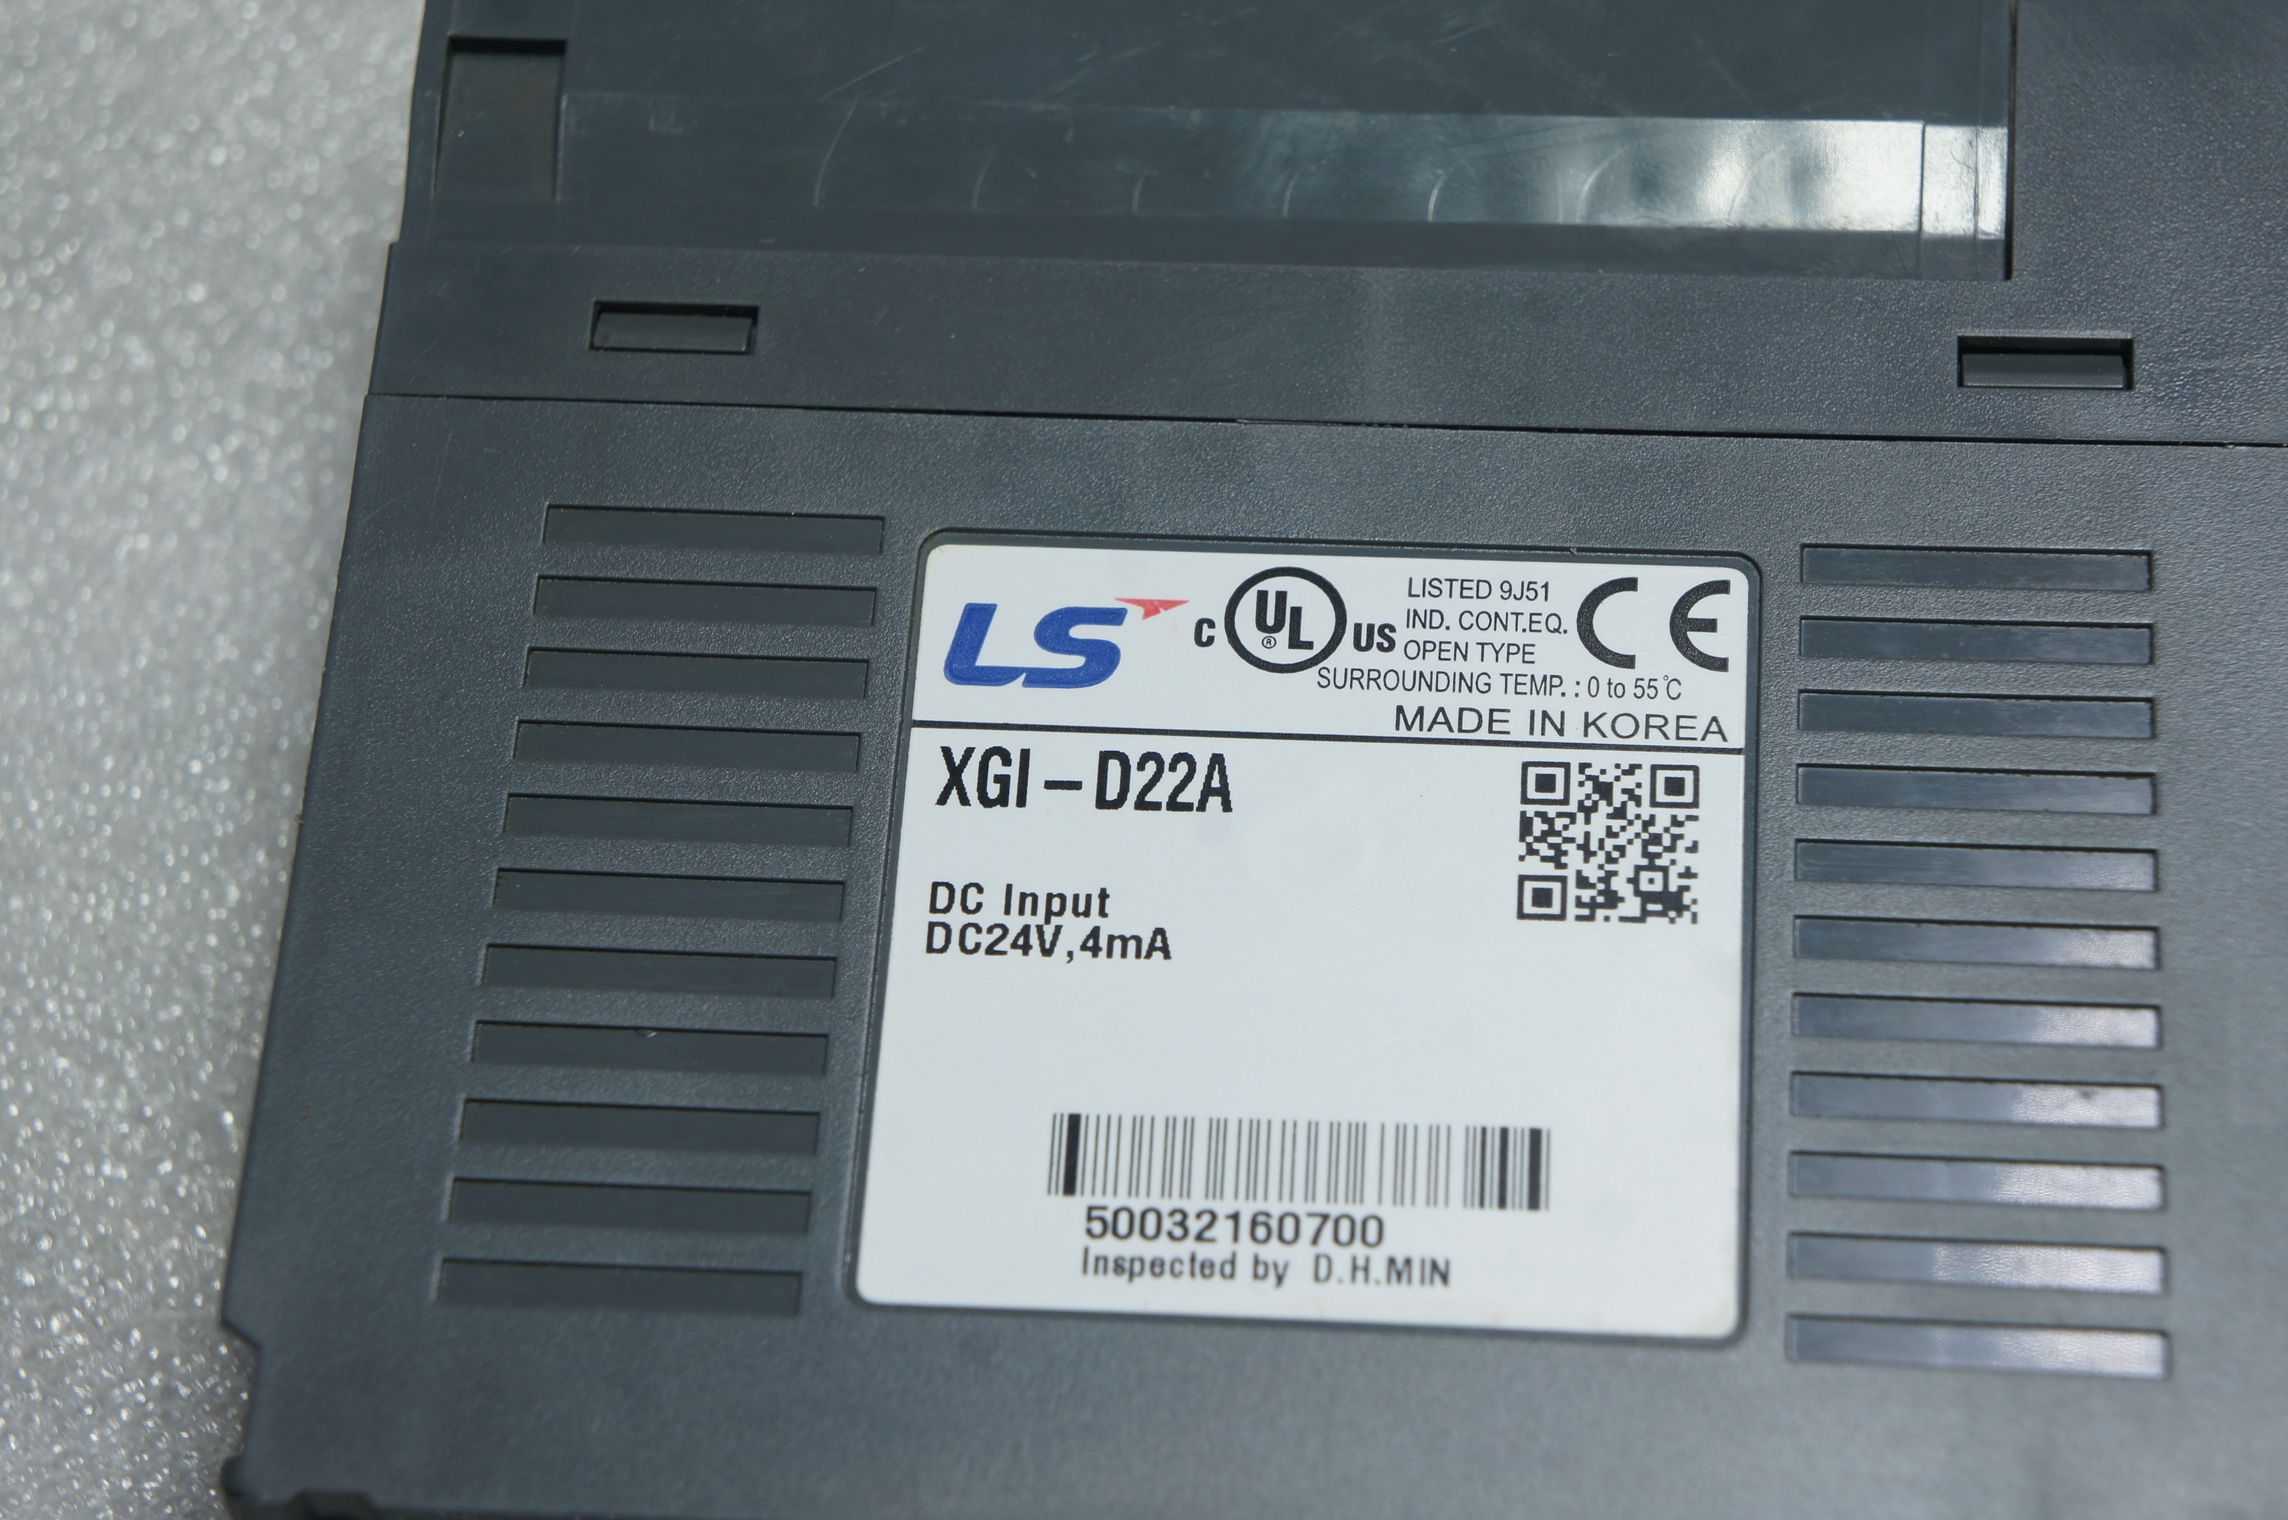 LS
C UL ® US
LISTED 9J51
IND. CONT.EQ.
OPEN TYPE
CE
SURROUNDING TEMP. : 0 to 55℃
MADE IN KOREA
XGI-D22A
DC Input
DC24V,4mA
50032160700
Inspected by D.H.MIN